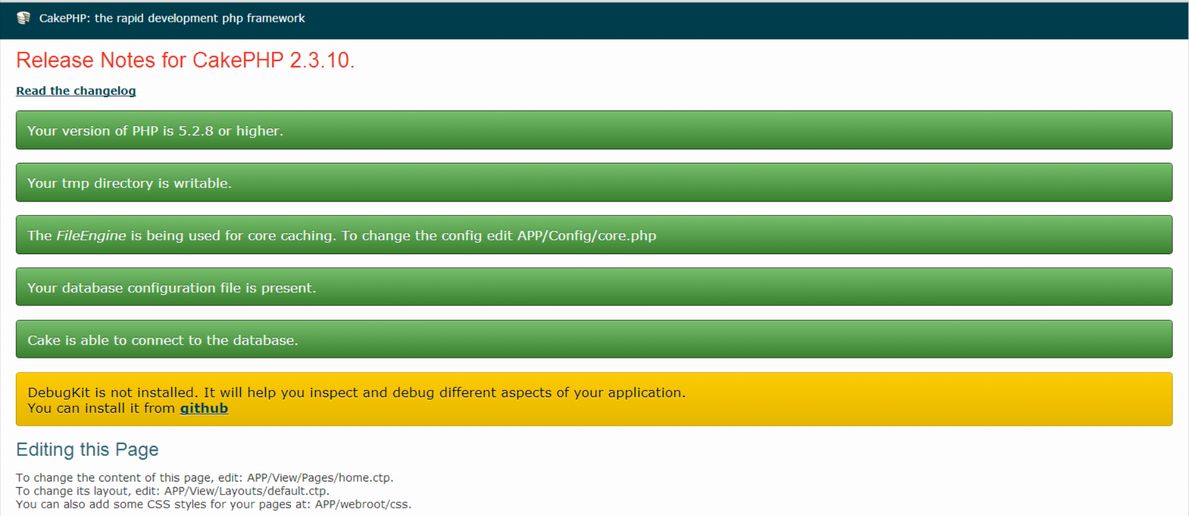 CakePHP: the rapid development php framework
Release Notes for CakePHP 2.3.10.
Read the changelog
Your version of PHP is 5.2.8 or higher.
Your tmp directory is writable.
The FileEngine is being used for core caching. To change the config edit APP/Config/core.php
Your database configuration file is present.
Cake is able to connect to the database.
DebugKit is not installed. It will help you inspect and debug different aspects of your application.
You can install it from github
Editing this Page
To change the content of this page, edit: APP/View/Pages/home.ctp.
To change its layout, edit: APP/View/Layouts/default.ctp.
You can also add some CSS styles for your pages at: APP/webroot/css.